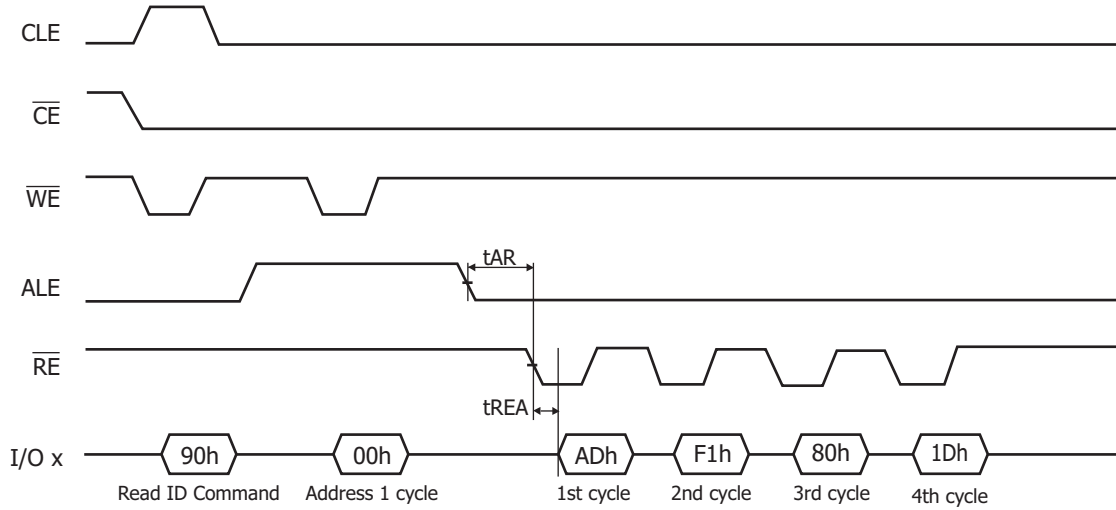 CLE
CE
WE
ALE
tAR
RE
tREA
I/O x
90h 00h ADh F1h 80h 1Dh
Read ID Command Address 1 cycle 1st cycle 2nd cycle 3rd cycle 4th cycle